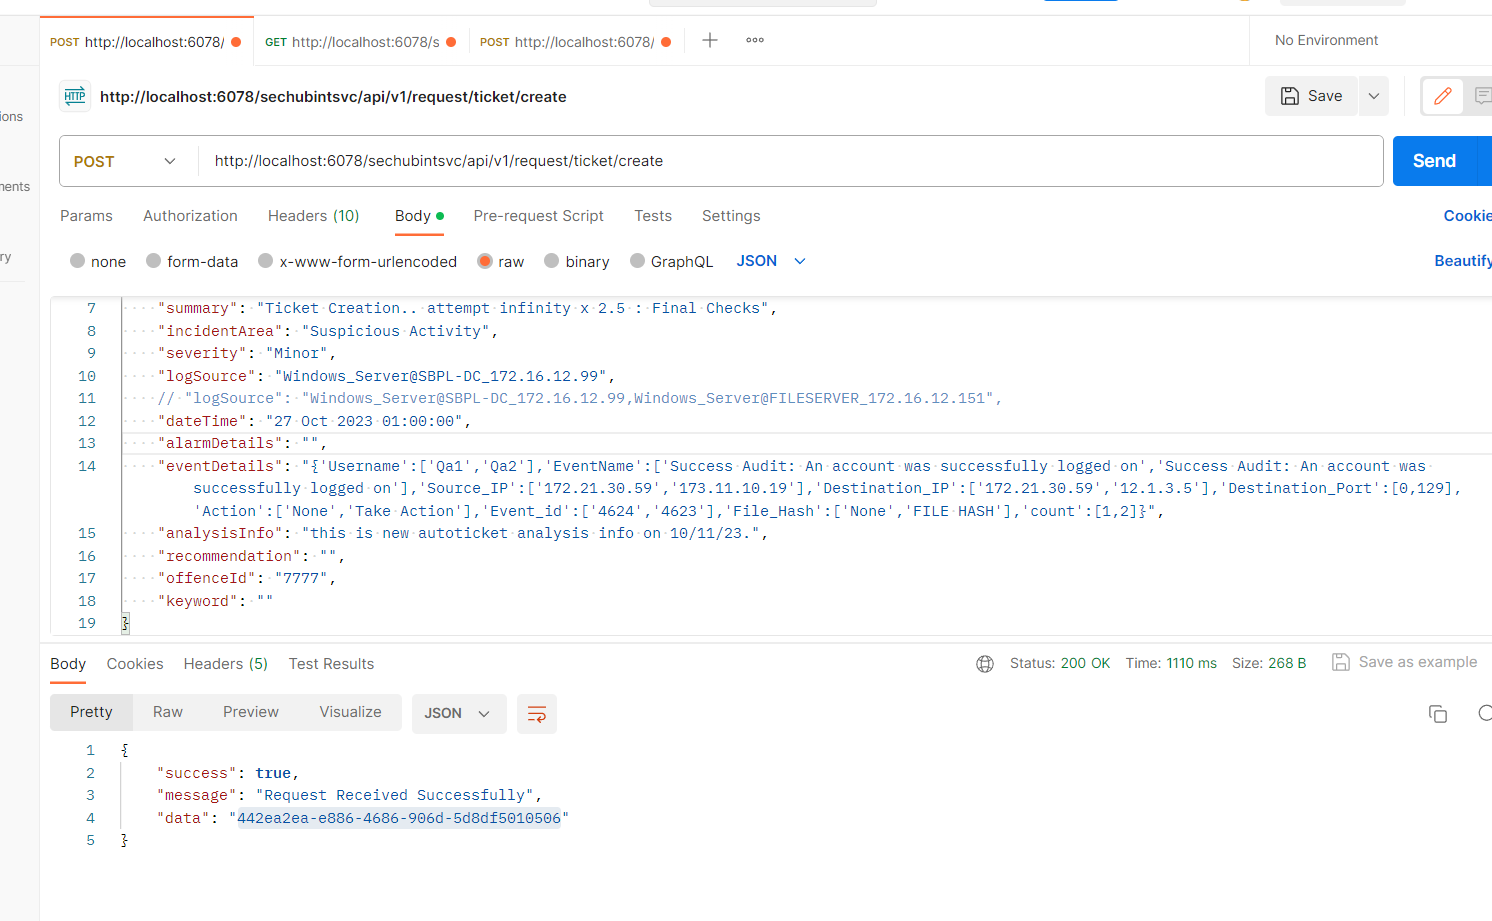 POST http://localhost:6078/
GET http://localhost:6078/s
POST http://localhost:6078/
No Environment
HTTP http://localhost:6078/sechubintsvc/api/v1/request/ticket/create
Save
ions
POST http://localhost:6078/sechubintsvc/api/v1/request/ticket/create
Send
ments
Params Authorization Headers (10) Body Pre-request Script Tests Settings
Cookie
ry
none form-data x-www-form-urlencoded raw binary GraphQL JSON
Beautify
7 "summary": "Ticket Creation.. attempt infinity x 2.5 : Final Checks",
8 "incidentArea": "Suspicious Activity",
9 "severity": "Minor",
10 "logSource": "Windows_Server@SBPL-DC_172.16.12.99",
11 // "logSource": "Windows_Server@SBPL-DC_172.16.12.99,Windows_Server@FILESERVER_172.16.12.151",
12 "dateTime": "27 Oct 2023 01:00:00",
13 "alarmDetails": "",
14 "eventDetails": "{'Username':['Qa1','Qa2'],'EventName':['Success Audit: An account was successfully logged on','Success Audit: An account was
successfully logged on'],'Source_IP':['172.21.30.59','173.11.10.19'],'Destination_IP':['172.21.30.59','12.1.3.5'],'Destination_Port':[0,129],
'Action':['None','Take Action'],'Event_id':['4624','4623'],'File_Hash':['None','FILE HASH'],'count':[1,2]}",
15 "analysisInfo": "this is new autoticket analysis info on 10/11/23.",
16 "recommendation": "",
17 "offenceId": "7777",
18 "keyword": ""
19 }
Body Cookies Headers (5) Test Results
Status: 200 OK Time: 1110 ms Size: 268 B Save as example
Pretty Raw Preview Visualize JSON
1 {
2 "success": true,
3 "message": "Request Received Successfully",
4 "data": "442ea2ea-e886-4686-906d-5d8df5010506"
5 }